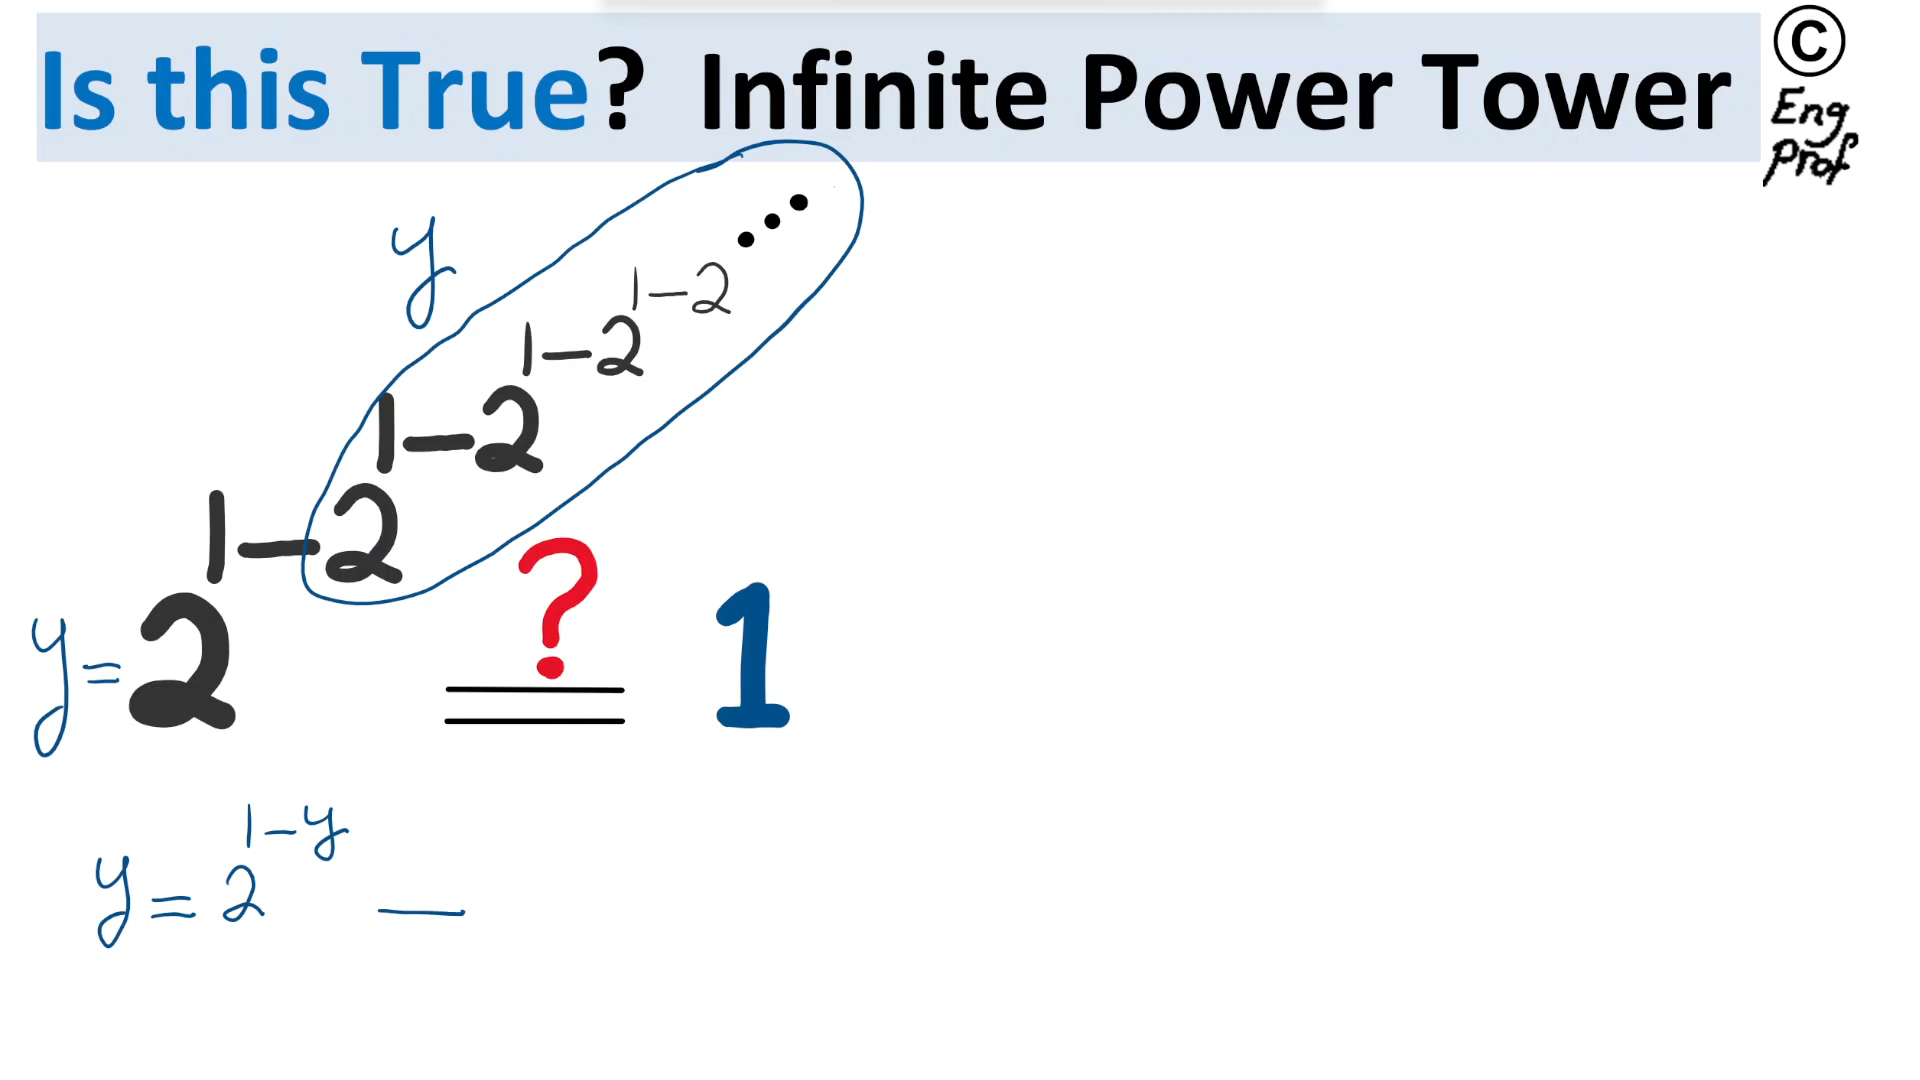 Is this True? Infinite Power Tower
© Eng Prof
y
y = 2^{1-2^{1-2^{1-2^{1-2^{...}}}}} =? 1
y = 2^{1-y} —